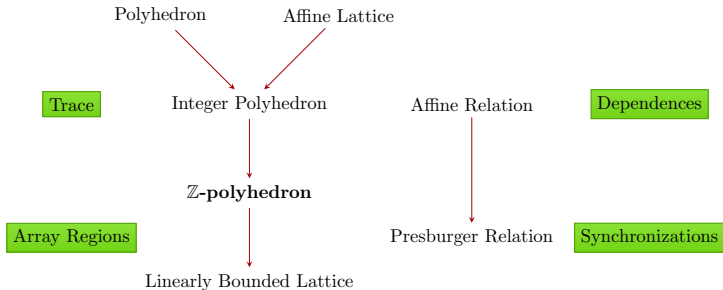 Polyhedron
Affine Lattice
Trace
Integer Polyhedron
Affine Relation
Dependences
ℤ-polyhedron
Array Regions
Presburger Relation
Synchronizations
Linearly Bounded Lattice